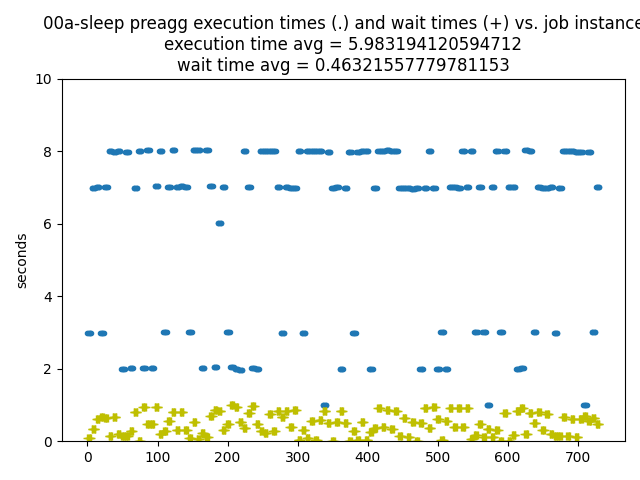 00a-sleep preagg execution times (.) and wait times (+) vs. job instance
execution time avg = 5.983194120594712
wait time avg = 0.46321557779781153
10
8
6
4
2
0
seconds
0 100 200 300 400 500 600 700